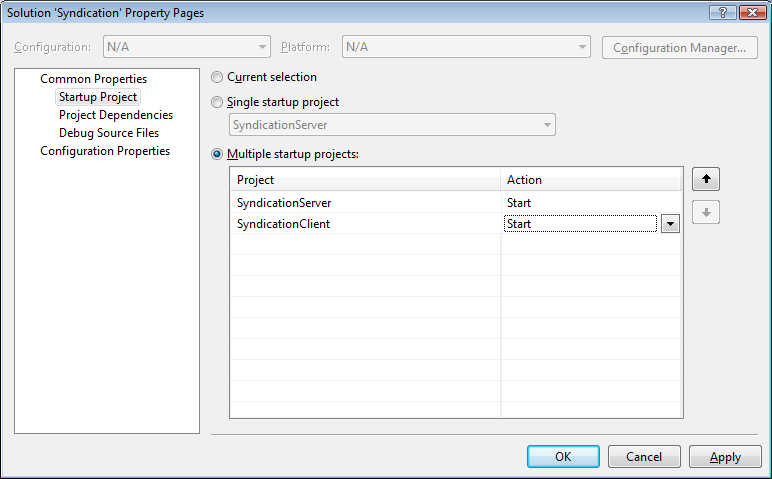 Solution 'Syndication' Property Pages
Configuration: N/A Platform: N/A Configuration Manager...
Common Properties
Startup Project
Project Dependencies
Debug Source Files
Configuration Properties
Current selection
Single startup project
SyndicationServer
Multiple startup projects:
Project Action
SyndicationServer Start
SyndicationClient Start
OK Cancel Apply